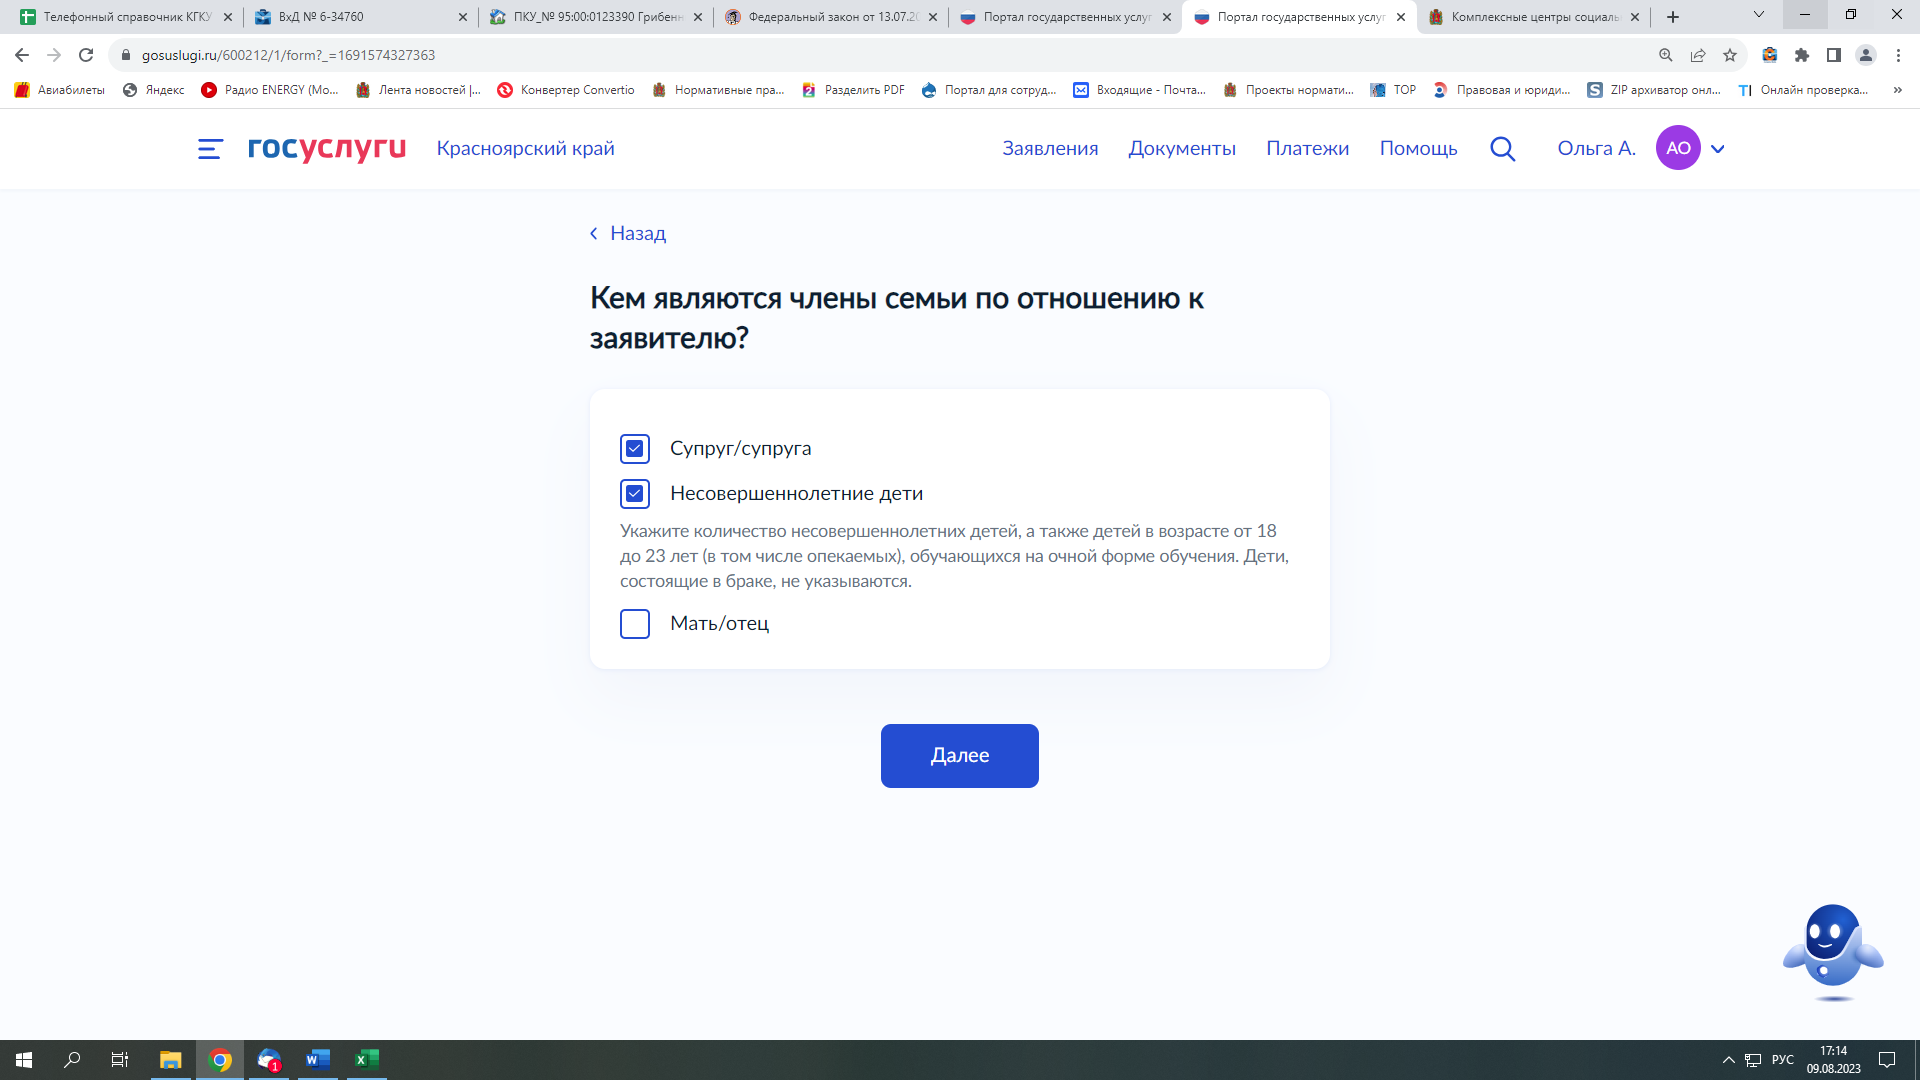 Телефонный справочник КГКУ
ВхД № 6-34760
ПКУ_№ 95:00:0123390 Грибенн
Федеральный закон от 13.07.20
Портал государственных услуг
Портал государственных услуг
Комплексные центры социаль
gosuslugi.ru/600212/1/form?_=1691574327363
Авиабилеты
Яндекс
Радио ENERGY (Mo...
Лента новостей |...
Конвертер Convertio
Нормативные пра...
Разделить PDF
Портал для сотруд...
Входящие - Почта...
Проекты нормати...
ТОР
Правовая и юриди...
ZIP архиватор онл...
Онлайн проверка...
госуслуги
Красноярский край
Заявления
Документы
Платежи
Помощь
Ольга А.
АО
Назад
Кем являются члены семьи по отношению к
заявителю?
Супруг/супруга
Несовершеннолетние дети
Укажите количество несовершеннолетних детей, а также детей в возрасте от 18
до 23 лет (в том числе опекаемых), обучающихся на очной форме обучения. Дети,
состоящие в браке, не указываются.
Мать/отец
Далее
1
РУС
17:14
09.08.2023